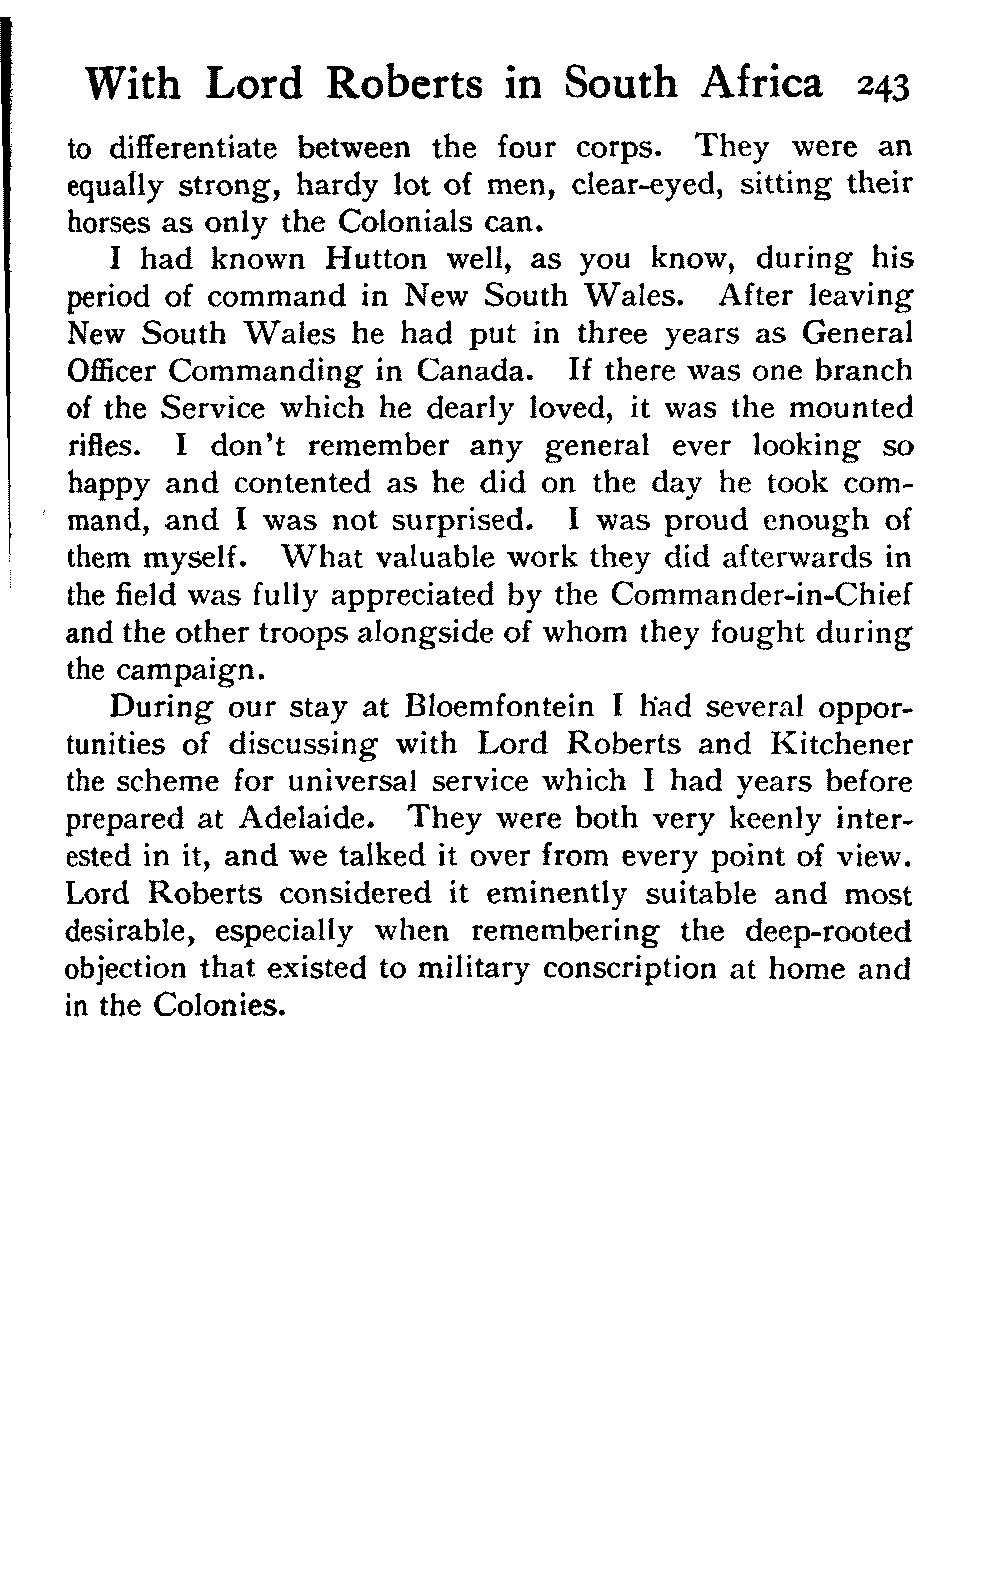 With Lord Roberts in South Africa 243
to differentiate between the four corps. They were an
equally strong, hardy lot of men, clear-eyed, sitting their
horses as only the Colonials can.
I had known Hutton well, as you know, during his
period of command in New South Wales. After leaving
New South Wales he had put in three years as General
Officer Commanding in Canada. If there was one branch
of the Service which he dearly loved, it was the mounted
rifles. I don't remember any general ever looking so
happy and contented as he did on the day he took com-
mand, and I was not surprised. I was proud enough of
them myself. What valuable work they did afterwards in
the field was fully appreciated by the Commander-in-Chief
and the other troops alongside of whom they fought during
the campaign.
During our stay at Bloemfontein I had several oppor-
tunities of discussing with Lord Roberts and Kitchener
the scheme for universal service which I had years before
prepared at Adelaide. They were both very keenly inter-
ested in it, and we talked it over from every point of view.
Lord Roberts considered it eminently suitable and most
desirable, especially when remembering the deep-rooted
objection that existed to military conscription at home and
in the Colonies.